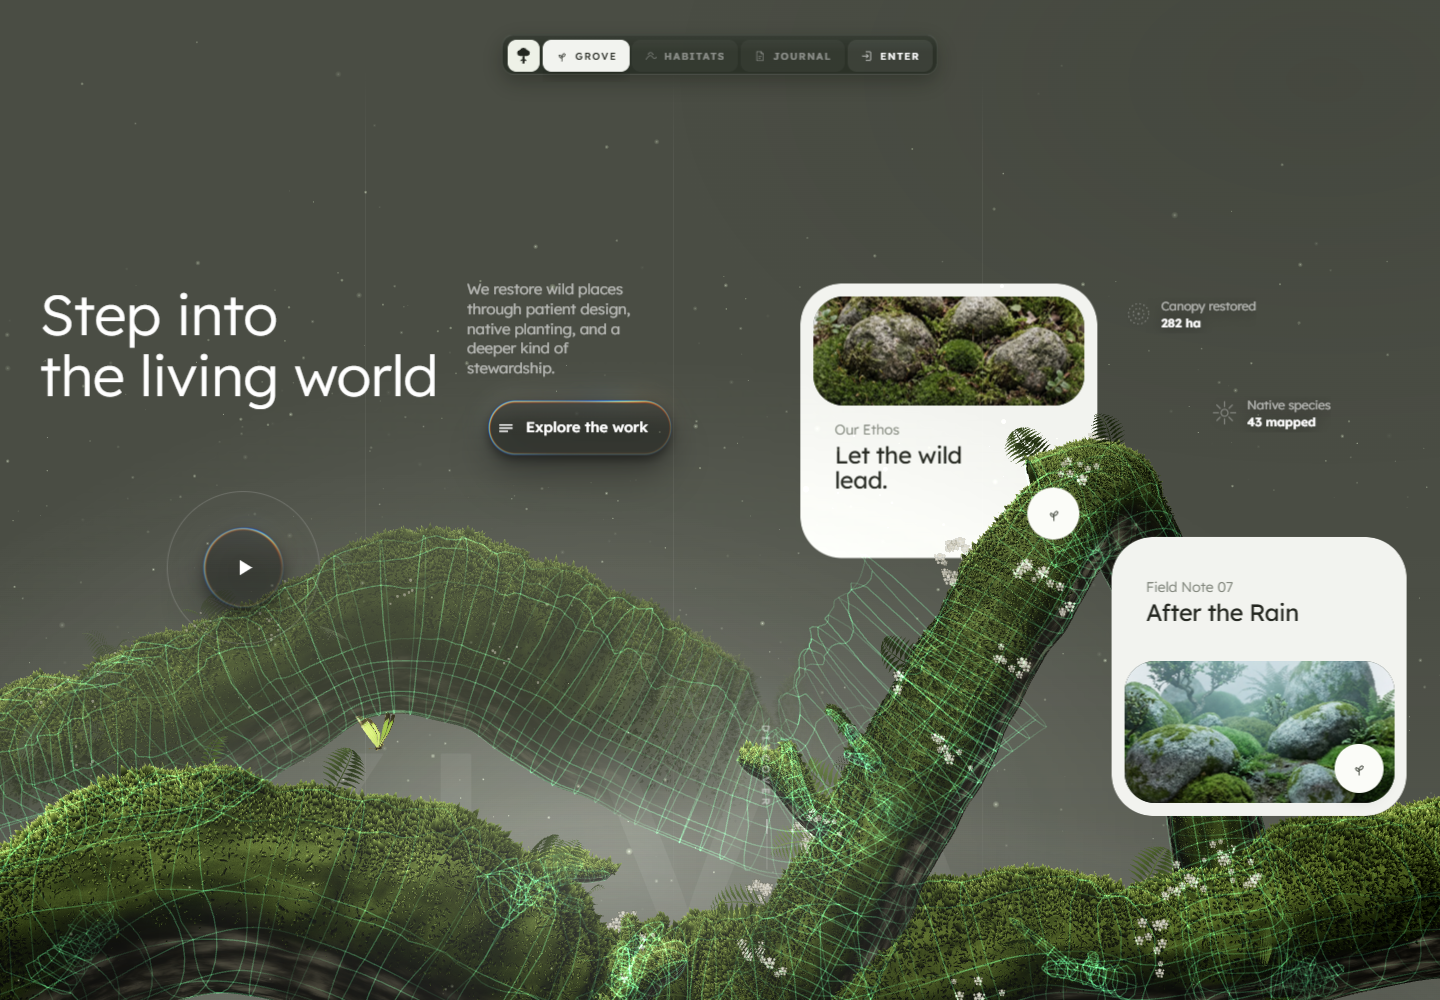 GROVE
HABITATS
JOURNAL
ENTER
Step into
the living world
We restore wild places
through patient design,
native planting, and a
deeper kind of
stewardship.
Explore the work
Our Ethos
Let the wild
lead.
Canopy restored
282 ha
Native species
43 mapped
Field Note 07
After the Rain